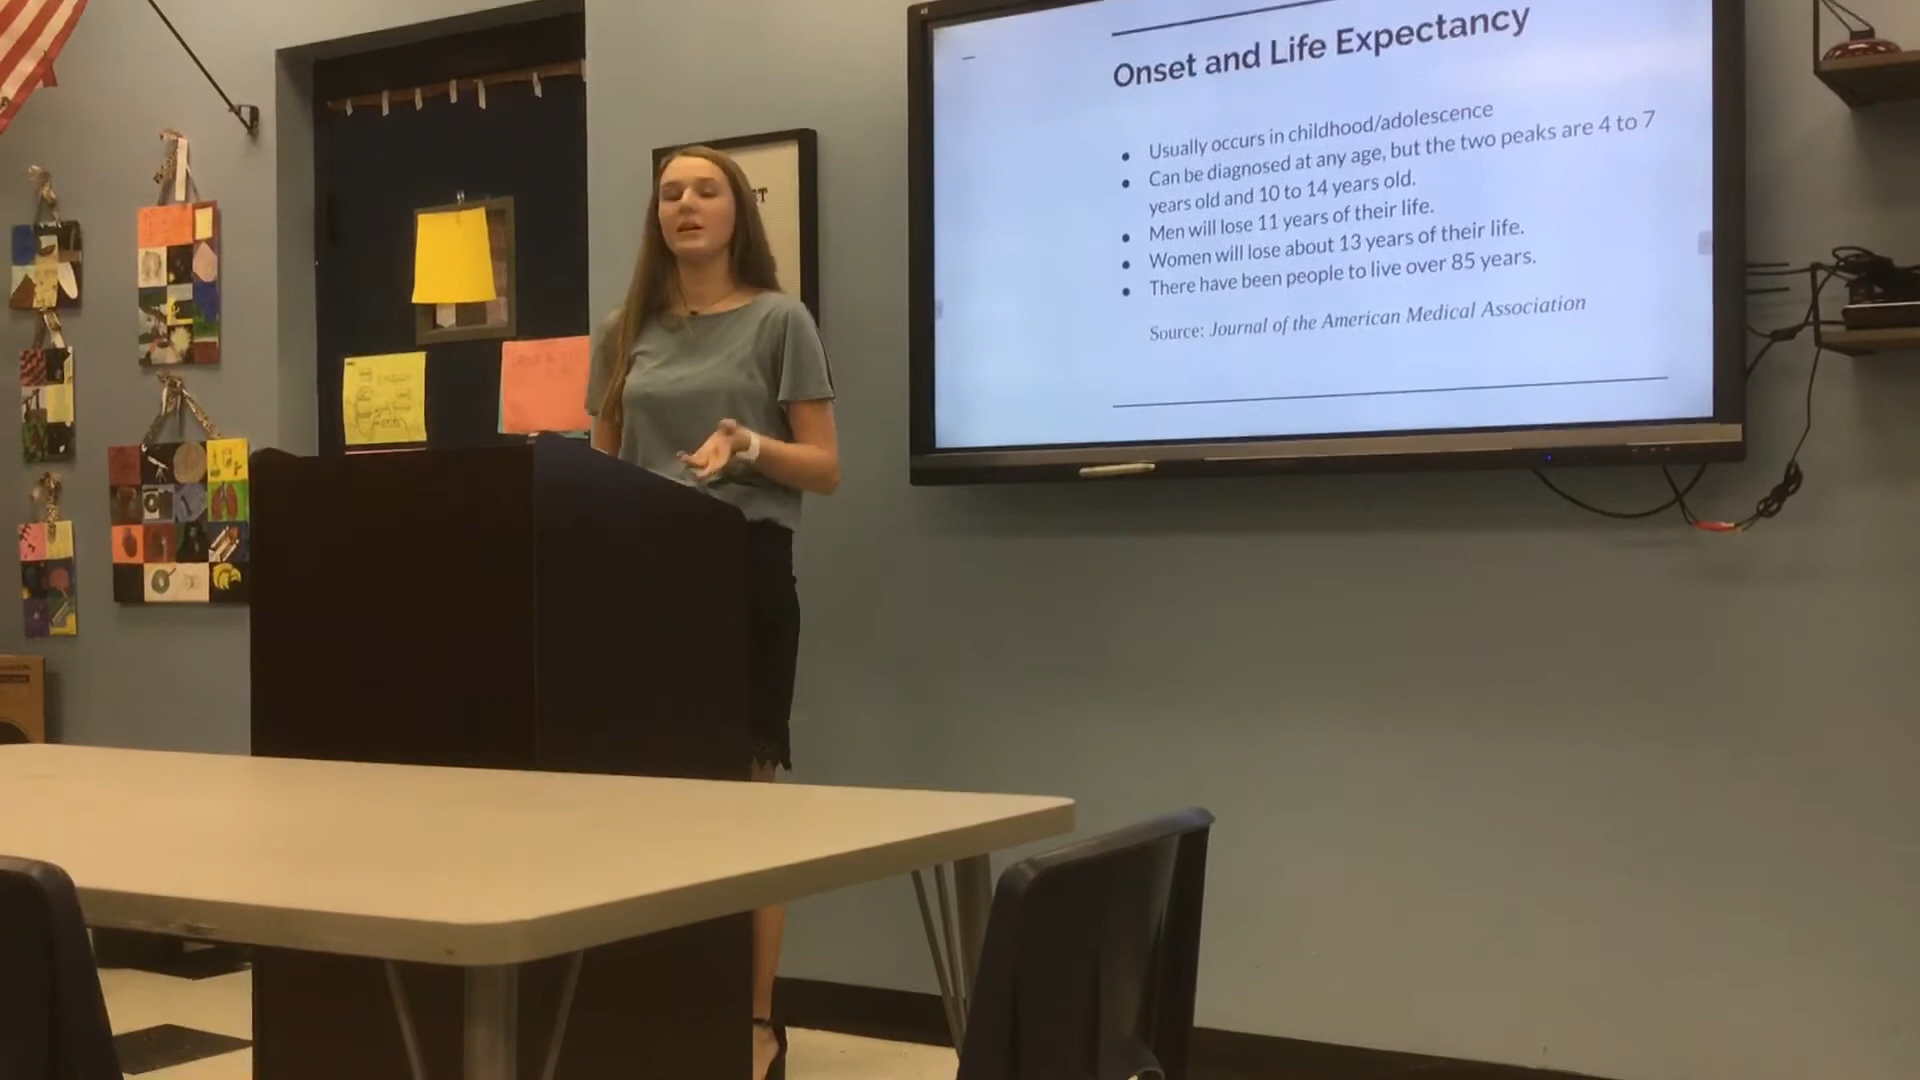 Onset and Life Expectancy
● Usually occurs in childhood/adolescence
● Can be diagnosed at any age, but the two peaks are 4 to 7
years old and 10 to 14 years old.
● Men will lose 11 years of their life.
● Women will lose about 13 years of their life.
● There have been people to live over 85 years.
Source: Journal of the American Medical Association